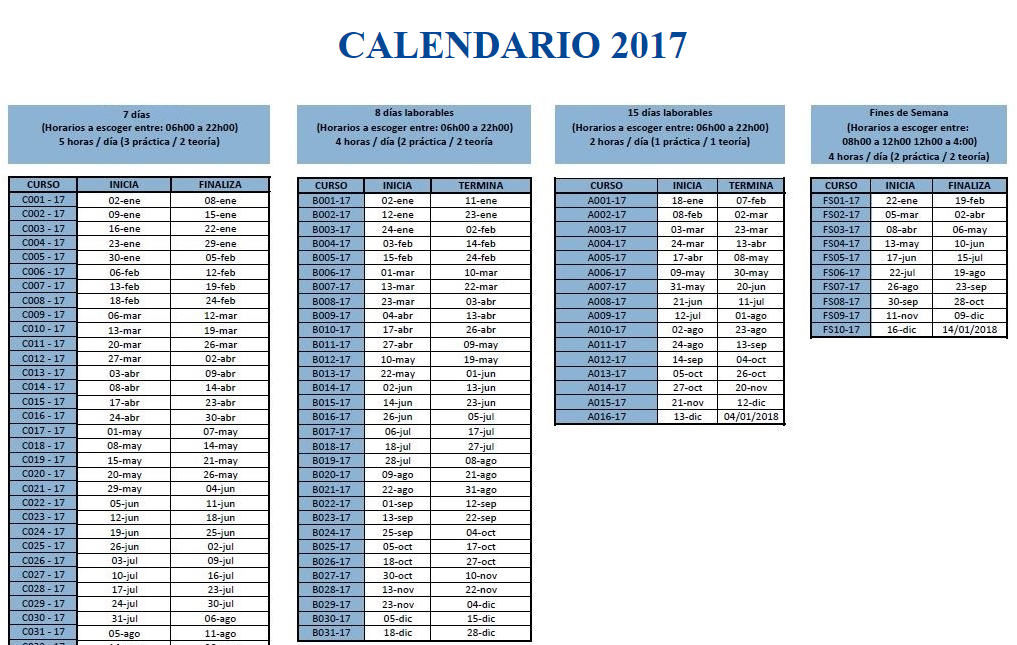 CALENDARIO 2017
7 días
(Horarios a escoger entre: 06h00 a 22h00)
5 horas / día (3 práctica / 2 teoría)
CURSO INICIA FINALIZA
C001 - 17 02-ene 08-ene
C002 - 17 09-ene 15-ene
C003 - 17 16-ene 22-ene
C004 - 17 23-ene 29-ene
C005 - 17 30-ene 05-feb
C006 - 17 06-feb 12-feb
C007 - 17 13-feb 19-feb
C008 - 17 18-feb 24-feb
C009 - 17 06-mar 12-mar
C010 - 17 13-mar 19-mar
C011 - 17 20-mar 26-mar
C012 - 17 27-mar 02-abr
C013 - 17 03-abr 09-abr
C014 - 17 08-abr 14-abr
C015 - 17 17-abr 23-abr
C016 - 17 24-abr 30-abr
C017 - 17 01-may 07-may
C018 - 17 08-may 14-may
C019 - 17 15-may 21-may
C020 - 17 20-may 26-may
C021 - 17 29-may 04-jun
C022 - 17 05-jun 11-jun
C023 - 17 12-jun 18-jun
C024 - 17 19-jun 25-jun
C025 - 17 26-jun 02-jul
C026 - 17 03-jul 09-jul
C027 - 17 10-jul 16-jul
C028 - 17 17-jul 23-jul
C029 - 17 24-jul 30-jul
C030 - 17 31-jul 06-ago
C031 - 17 05-ago 11-ago
8 días laborables
(Horarios a escoger entre: 06h00 a 22h00)
4 horas / día (2 práctica / 2 teoría
CURSO INICIA TERMINA
B001-17 02-ene 11-ene
B002-17 12-ene 23-ene
B003-17 24-ene 02-feb
B004-17 03-feb 14-feb
B005-17 15-feb 24-feb
B006-17 01-mar 10-mar
B007-17 13-mar 22-mar
B008-17 23-mar 03-abr
B009-17 04-abr 13-abr
B010-17 17-abr 26-abr
B011-17 27-abr 09-may
B012-17 10-may 19-may
B013-17 22-may 01-jun
B014-17 02-jun 13-jun
B015-17 14-jun 23-jun
B016-17 26-jun 05-jul
B017-17 06-jul 17-jul
B018-17 18-jul 27-jul
B019-17 28-jul 08-ago
B020-17 09-ago 21-ago
B021-17 22-ago 31-ago
B022-17 01-sep 12-sep
B023-17 13-sep 22-sep
B024-17 25-sep 04-oct
B025-17 05-oct 17-oct
B026-17 18-oct 27-oct
B027-17 30-oct 10-nov
B028-17 13-nov 22-nov
B029-17 23-nov 04-dic
B030-17 05-dic 15-dic
B031-17 18-dic 28-dic
15 días laborables
(Horarios a escoger entre: 06h00 a 22h00)
2 horas / día (1 práctica / 1 teoría)
CURSO INICIA TERMINA
A001-17 18-ene 07-feb
A002-17 08-feb 02-mar
A003-17 03-mar 23-mar
A004-17 24-mar 13-abr
A005-17 17-abr 08-may
A006-17 09-may 30-may
A007-17 31-may 20-jun
A008-17 21-jun 11-jul
A009-17 12-jul 01-ago
A010-17 02-ago 23-ago
A011-17 24-ago 13-sep
A012-17 14-sep 04-oct
A013-17 05-oct 26-oct
A014-17 27-oct 20-nov
A015-17 21-nov 12-dic
A016-17 13-dic 04/01/2018
Fines de Semana
(Horarios a escoger entre:
08h00 a 12h00 12h00 a 4:00)
4 horas / día (2 práctica / 2 teoría)
CURSO INICIA FINALIZA
FS01-17 22-ene 19-feb
FS02-17 05-mar 02-abr
FS03-17 08-abr 06-may
FS04-17 13-may 10-jun
FS05-17 17-jun 15-jul
FS06-17 22-jul 19-ago
FS07-17 26-ago 23-sep
FS08-17 30-sep 28-oct
FS09-17 11-nov 09-dic
FS10-17 16-dic 14/01/2018